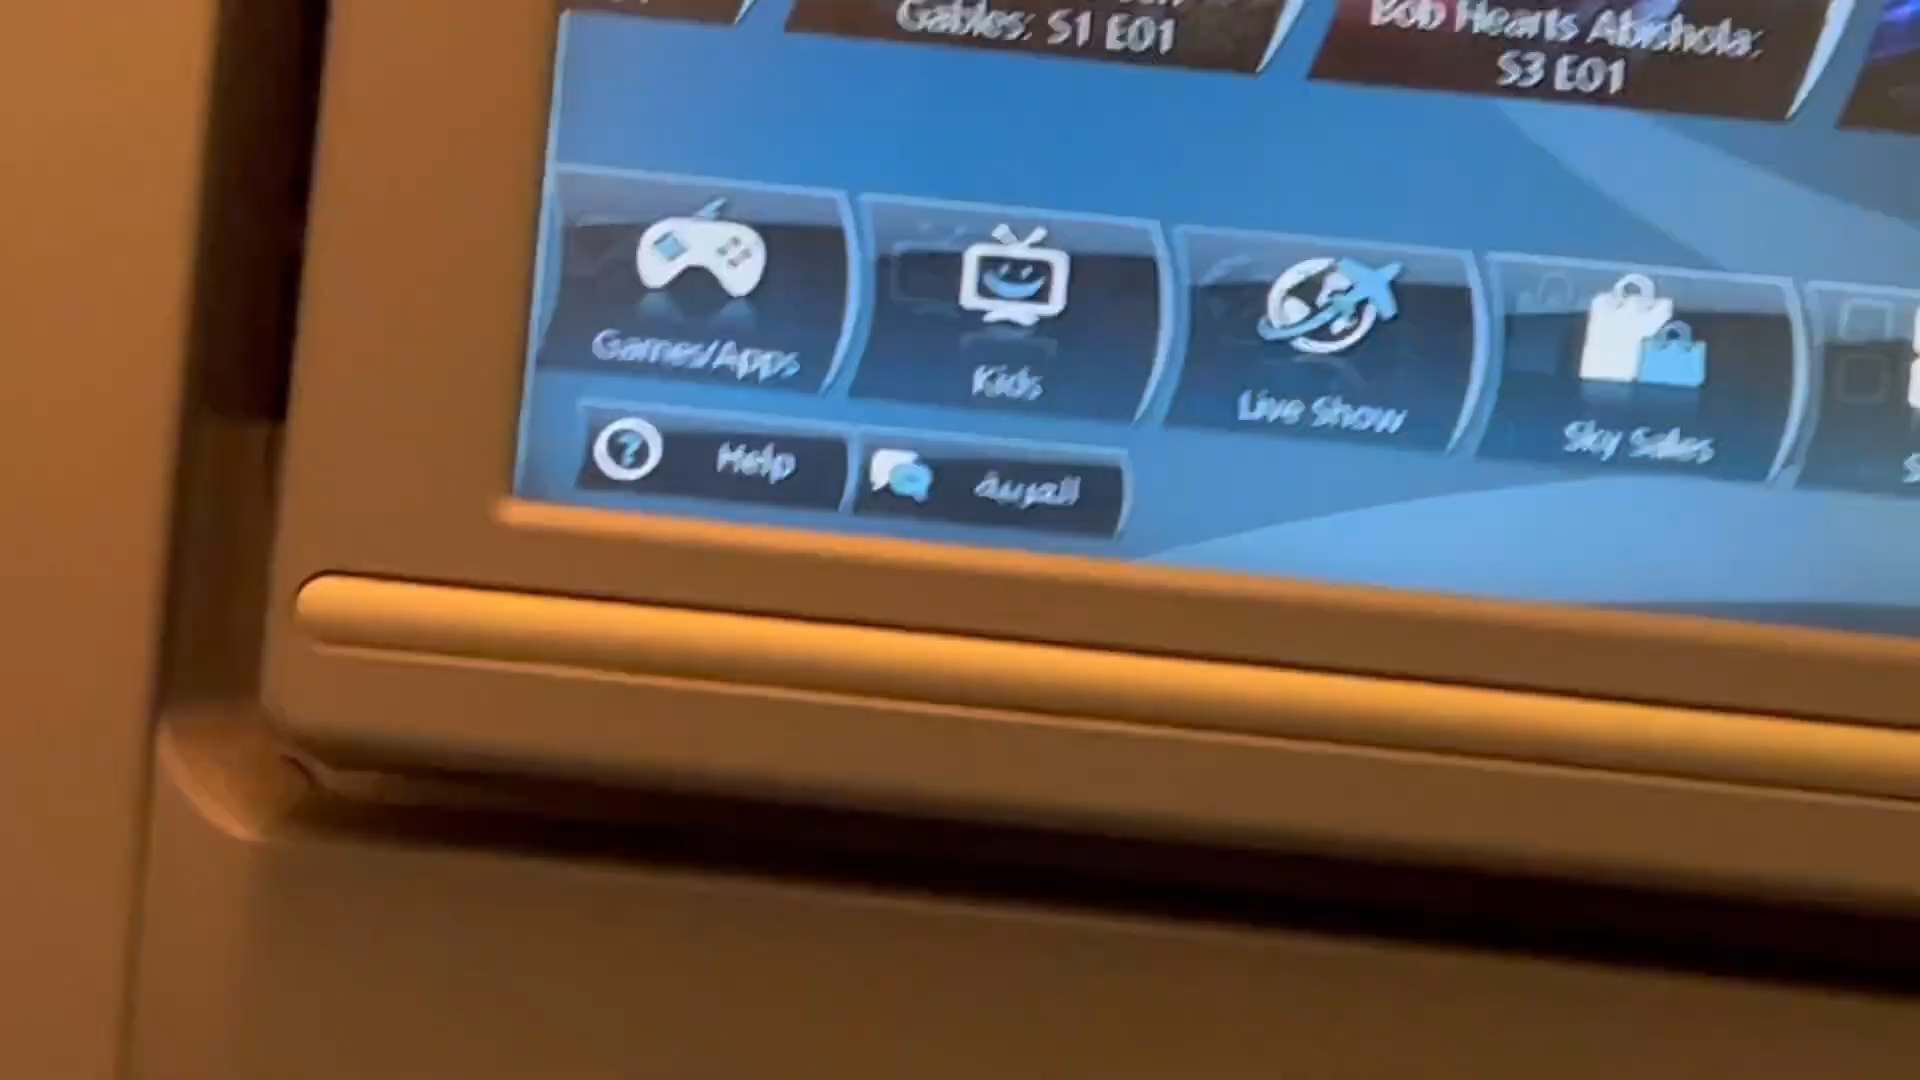 Gables: S1 E01
Bob Hearts Abishola:
S3 E01
Games/Apps
Kids
Live Show
Sky Sales
Help
العربية